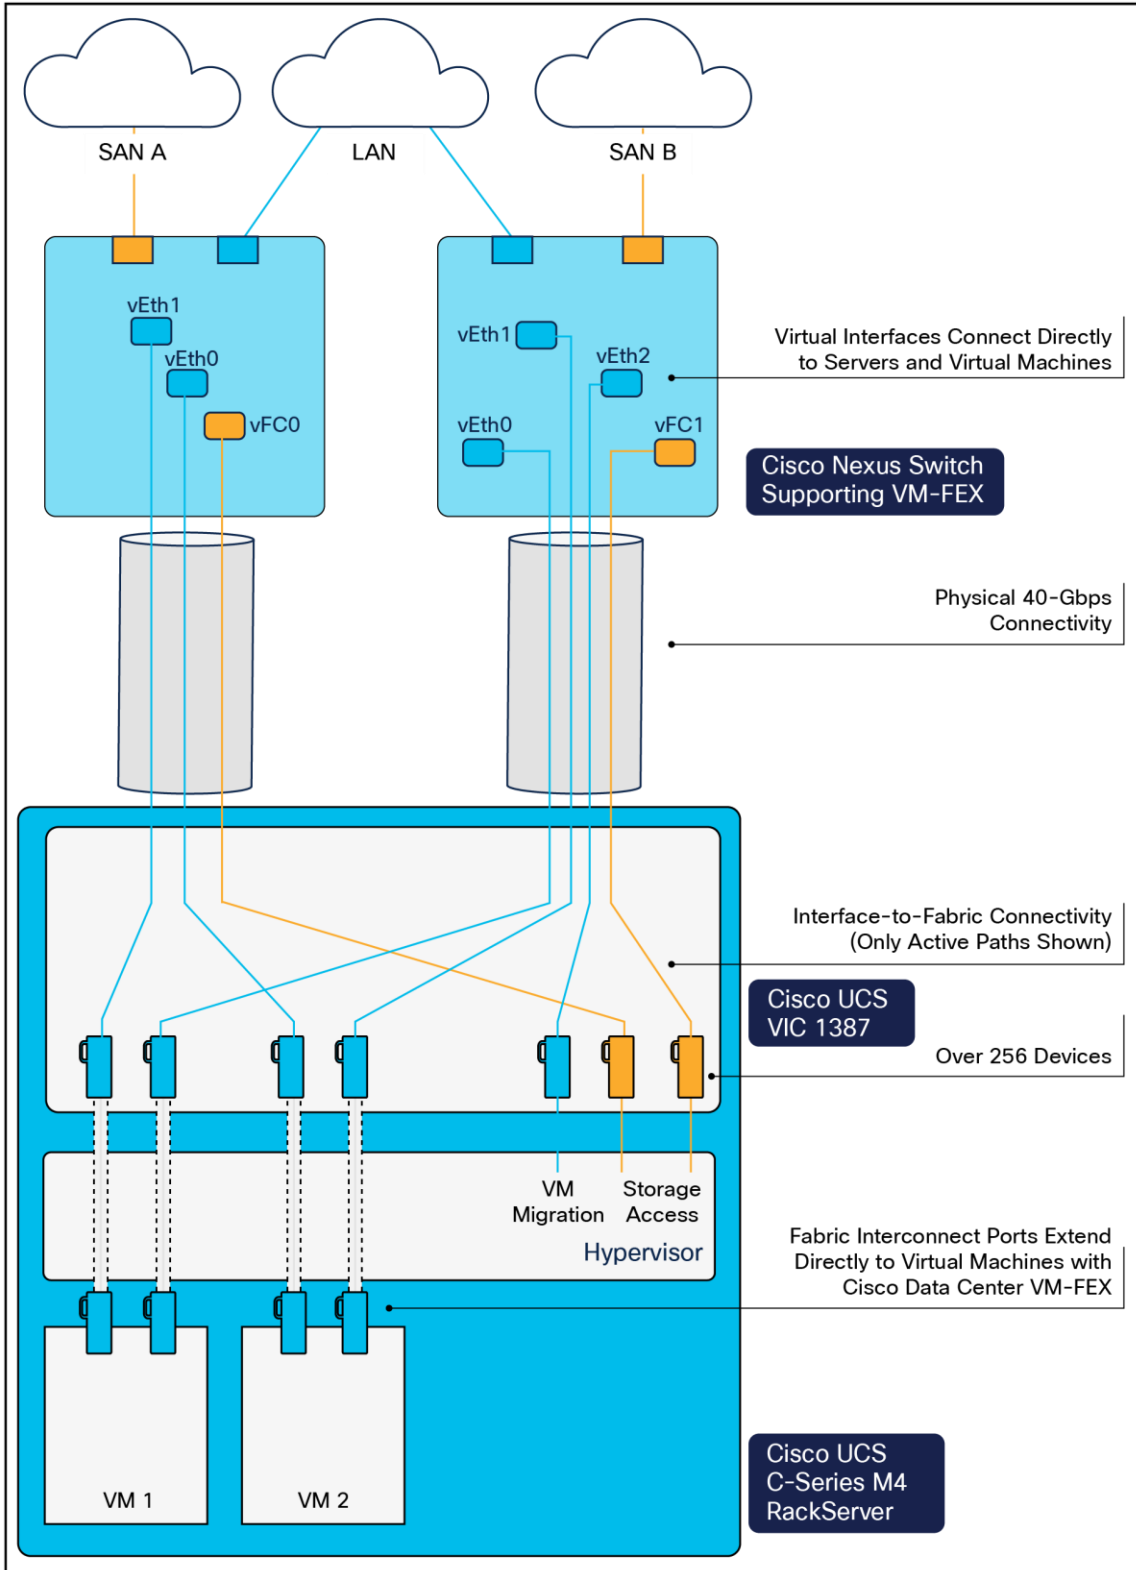 SAN A
LAN
SAN B
vEth1
vEth0
vFC0
vEth1
vEth2
vEth0
vFC1
Virtual Interfaces Connect Directly
to Servers and Virtual Machines
Cisco Nexus Switch
Supporting VM-FEX
Physical 40-Gbps
Connectivity
Interface-to-Fabric Connectivity
(Only Active Paths Shown)
Cisco UCS
VIC 1387
Over 256 Devices
VM
Migration
Storage
Access
Hypervisor
Fabric Interconnect Ports Extend
Directly to Virtual Machines with
Cisco Data Center VM-FEX
VM 1
VM 2
Cisco UCS
C-Series M4
RackServer